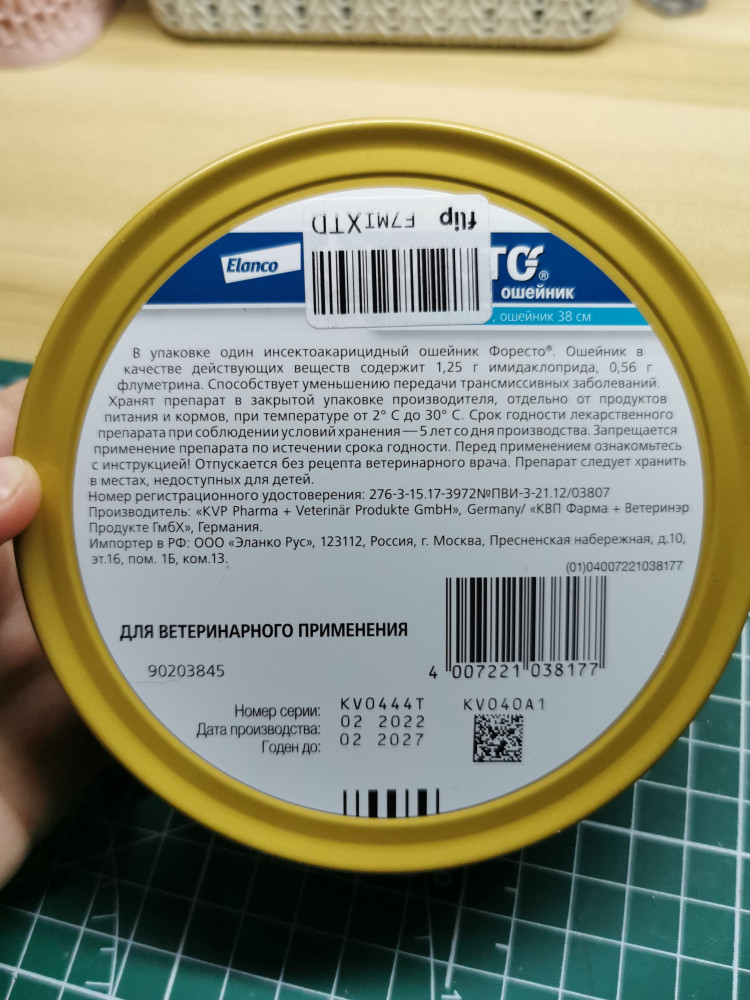 flip F7MIXTD
Elanco
ТО®
ошейник
, ошейник 38 см
В упаковке один инсектоакарицидный ошейник Форесто®. Ошейник в
качестве действующих веществ содержит 1,25 г имидаклоприда, 0,56 г
флуметрина. Способствует уменьшению передачи трансмиссивных заболеваний.
Хранят препарат в закрытой упаковке производителя, отдельно от продуктов
питания и кормов, при температуре от 2° С до 30° С. Срок годности лекарственного
препарата при соблюдении условий хранения — 5 лет со дня производства. Запрещается
применение препарата по истечении срока годности. Перед применением ознакомьтесь
с инструкцией! Отпускается без рецепта ветеринарного врача. Препарат следует хранить
в местах, недоступных для детей.
Номер регистрационного удостоверения: 276-3-15.17-3972№ПВИ-3-21.12/03807
Производитель: «KVP Pharma + Veterinär Produkte GmbH», Germany/ «КВП Фарма + Ветеринэр
Продукте ГмбХ», Германия.
Импортер в РФ: ООО «Эланко Рус», 123112, Россия, г. Москва, Пресненская набережная, д.10,
эт.16, пом. 1Б, ком.13.
(01)04007221038177
ДЛЯ ВЕТЕРИНАРНОГО ПРИМЕНЕНИЯ
4 007221 038177
90203845
Номер серии: KV0444T KV040A1
Дата производства: 02 2022
Годен до: 02 2027